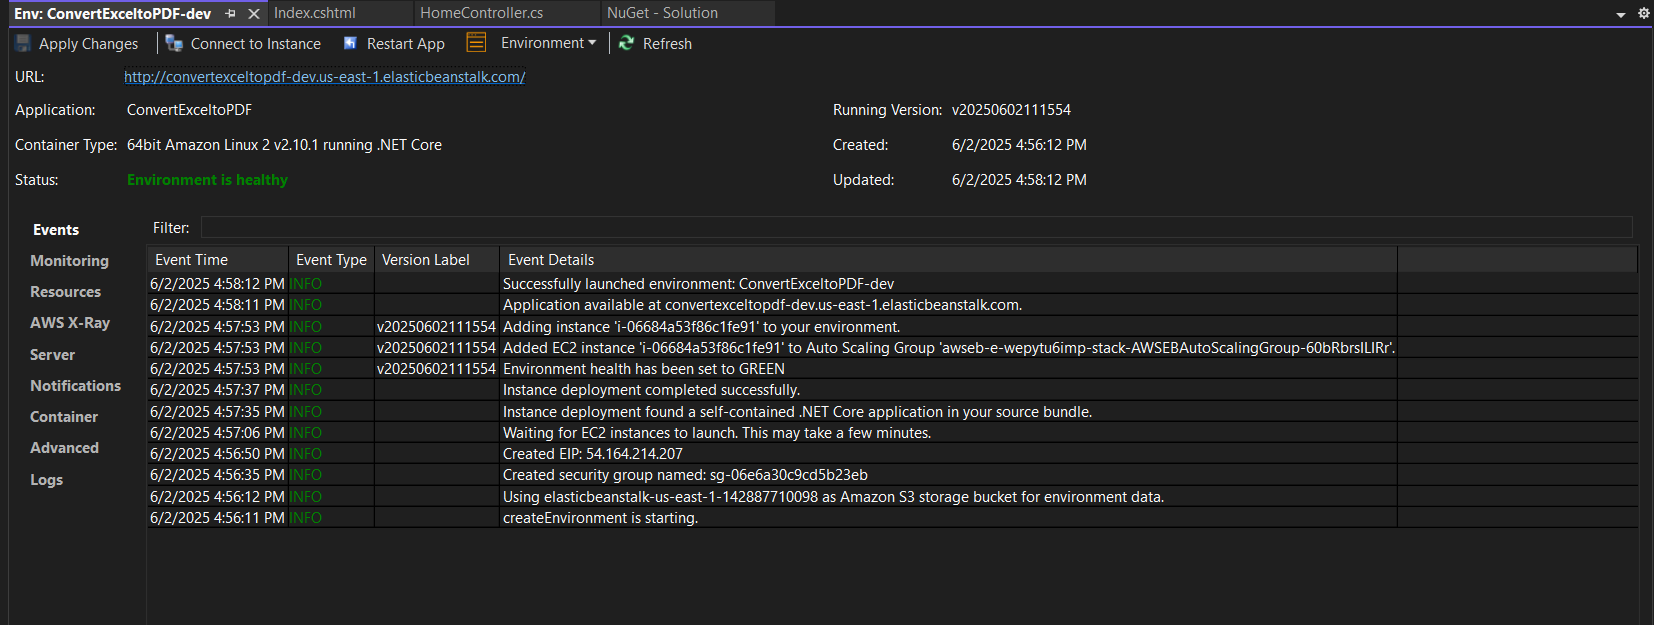 Env: ConvertExceltoPDF-dev Index.cshtml HomeController.cs NuGet - Solution
Apply Changes Connect to Instance Restart App Environment Refresh
URL: http://convertexceltopdf-dev.us-east-1.elasticbeanstalk.com/
Application: ConvertExceltoPDF Running Version: v20250602111554
Container Type: 64bit Amazon Linux 2 v2.10.1 running .NET Core Created: 6/2/2025 4:56:12 PM
Status: Environment is healthy Updated: 6/2/2025 4:58:12 PM
Events
Monitoring
Resources
AWS X-Ray
Server
Notifications
Container
Advanced
Logs
Filter:
Event Time Event Type Version Label Event Details
6/2/2025 4:58:12 PM INFO Successfully launched environment: ConvertExceltoPDF-dev
6/2/2025 4:58:11 PM INFO Application available at convertexceltopdf-dev.us-east-1.elasticbeanstalk.com.
6/2/2025 4:57:53 PM INFO v20250602111554 Adding instance 'i-06684a53f86c1fe91' to your environment.
6/2/2025 4:57:53 PM INFO v20250602111554 Added EC2 instance 'i-06684a53f86c1fe91' to Auto Scaling Group 'awseb-e-wepytu6imp-stack-AWSEBAutoScalingGroup-60bRbrslLIRr'.
6/2/2025 4:57:53 PM INFO v20250602111554 Environment health has been set to GREEN
6/2/2025 4:57:37 PM INFO Instance deployment completed successfully.
6/2/2025 4:57:35 PM INFO Instance deployment found a self-contained .NET Core application in your source bundle.
6/2/2025 4:57:06 PM INFO Waiting for EC2 instances to launch. This may take a few minutes.
6/2/2025 4:56:50 PM INFO Created EIP: 54.164.214.207
6/2/2025 4:56:35 PM INFO Created security group named: sg-06e6a30c9cd5b23eb
6/2/2025 4:56:12 PM INFO Using elasticbeanstalk-us-east-1-142887710098 as Amazon S3 storage bucket for environment data.
6/2/2025 4:56:11 PM INFO createEnvironment is starting.